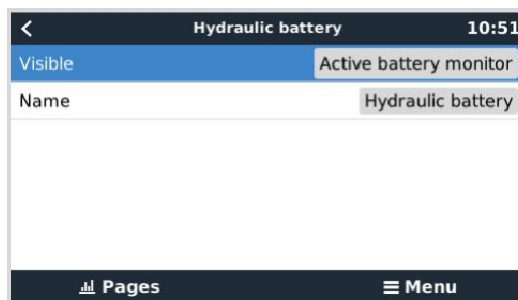 Hydraulic battery 10:51
Visible Active battery monitor
Name Hydraulic battery
Pages Menu